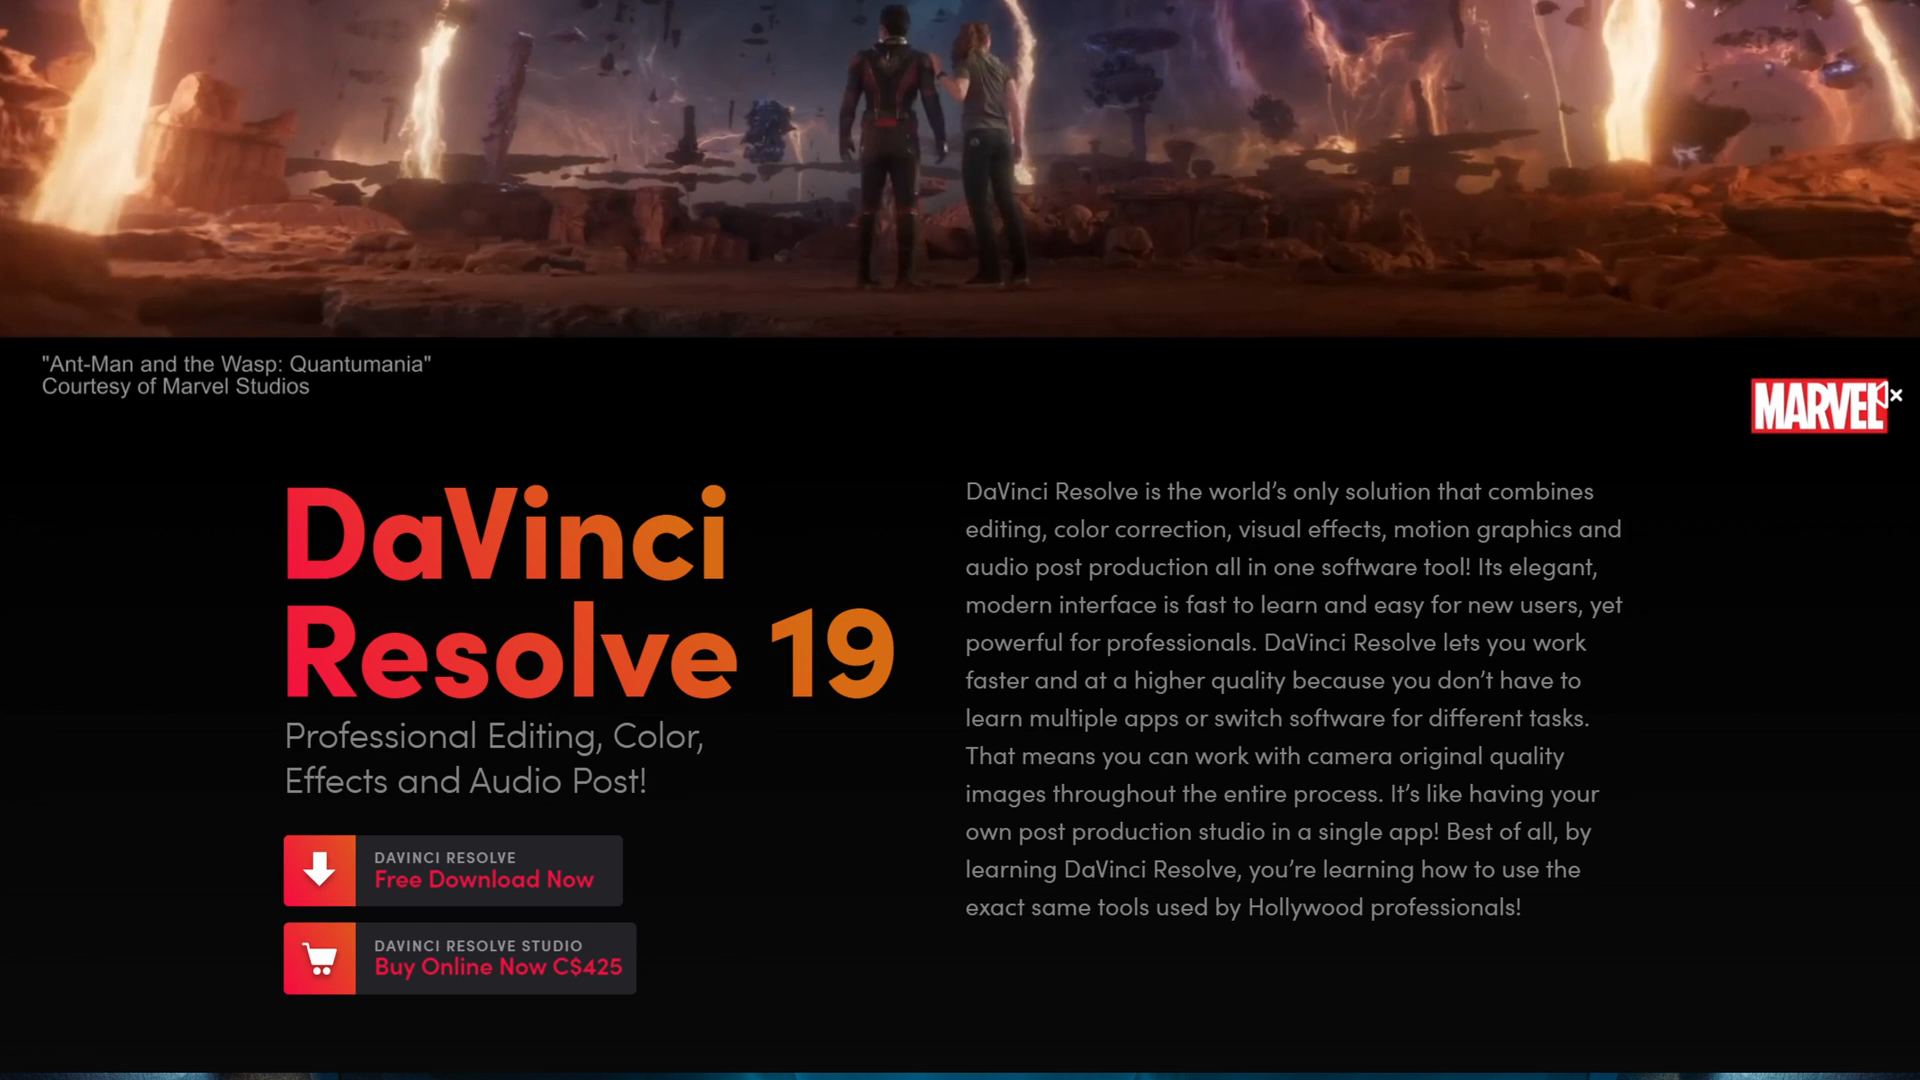 "Ant-Man and the Wasp: Quantumania"
Courtesy of Marvel Studios
MARVEL
DaVinci
Resolve 19
Professional Editing, Color,
Effects and Audio Post!
DAVINCI RESOLVE
Free Download Now
DAVINCI RESOLVE STUDIO
Buy Online Now C$425
DaVinci Resolve is the world’s only solution that combines
editing, color correction, visual effects, motion graphics and
audio post production all in one software tool! Its elegant,
modern interface is fast to learn and easy for new users, yet
powerful for professionals. DaVinci Resolve lets you work
faster and at a higher quality because you don’t have to
learn multiple apps or switch software for different tasks.
That means you can work with camera original quality
images throughout the entire process. It’s like having your
own post production studio in a single app! Best of all, by
learning DaVinci Resolve, you’re learning how to use the
exact same tools used by Hollywood professionals!